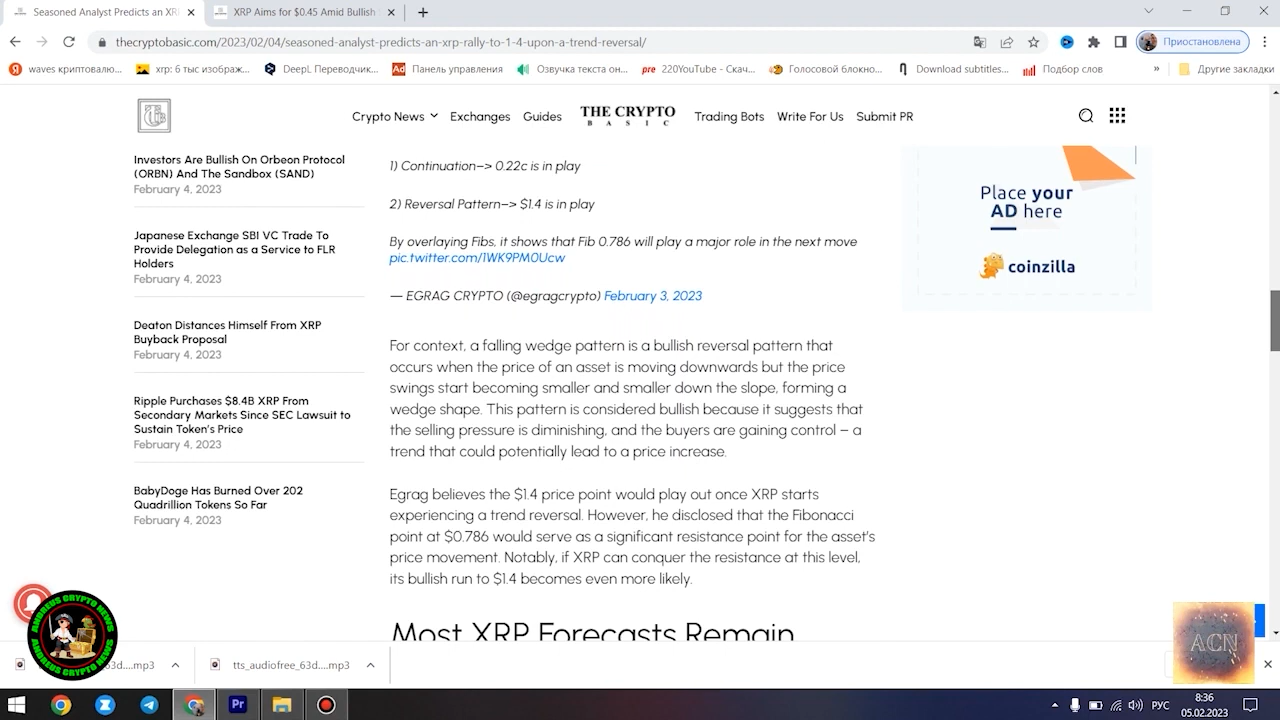 Seasoned Analyst Predicts an XRP
XRP Aims for $0.45 Amid Bullish
thecryptobasic.com/2023/02/04/seasoned-analyst-predicts-an-xrp-rally-to-1-4-upon-a-trend-reversal/
Приостановлена
waves криптовалю...
xrp: 6 тыс изображ...
DeepL Переводчик...
Ad Панель управления
Озвучка текста он...
pre 220YouTube - Скач...
Голосовой блокно...
Download subtitles...
Подбор слов
»
Другие закладки
Crypto News
Exchanges
Guides
THE CRYPTO
BASIC
Trading Bots
Write For Us
Submit PR
Investors Are Bullish On Orbeon Protocol
(ORBN) And The Sandbox (SAND)
February 4, 2023
Japanese Exchange SBI VC Trade To
Provide Delegation as a Service to FLR
Holders
February 4, 2023
Deaton Distances Himself From XRP
Buyback Proposal
February 4, 2023
Ripple Purchases $8.4B XRP From
Secondary Markets Since SEC Lawsuit to
Sustain Token's Price
February 4, 2023
BabyDoge Has Burned Over 202
Quadrillion Tokens So Far
February 4, 2023
1) Continuation–> 0.22c is in play
2) Reversal Pattern–> $1.4 is in play
By overlaying Fibs, it shows that Fib 0.786 will play a major role in the next move
pic.twitter.com/1WK9PM0Ucw
— EGRAG CRYPTO (@egragcrypto) February 3, 2023
For context, a falling wedge pattern is a bullish reversal pattern that
occurs when the price of an asset is moving downwards but the price
swings start becoming smaller and smaller down the slope, forming a
wedge shape. This pattern is considered bullish because it suggests that
the selling pressure is diminishing, and the buyers are gaining control – a
trend that could potentially lead to a price increase.
Egrag believes the $1.4 price point would play out once XRP starts
experiencing a trend reversal. However, he disclosed that the Fibonacci
point at $0.786 would serve as a significant resistance point for the asset's
price movement. Notably, if XRP can conquer the resistance at this level,
its bullish run to $1.4 becomes even more likely.
Most XRP Forecasts Remain
Place your
AD here
coinzilla
ANDREUS CRYPTO NEWS
ANDREUS CRYPTO NEWS
ACN
63d....mp3
tts_audiofree_63d....mp3
РУС
8:36
05.02.2023